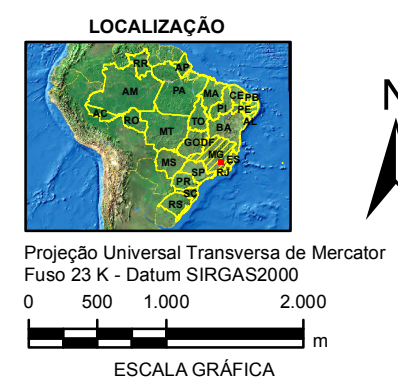 LOCALIZAÇÃO
RR AP
AM PA MA CE PB
PI PE
AC RO TO AL
MT BA
GO DF
MG ES
MS SP RJ
PR
SC
RS
N
Projeção Universal Transversa de Mercator
Fuso 23 K - Datum SIRGAS2000
0 500 1.000 2.000
m
ESCALA GRÁFICA